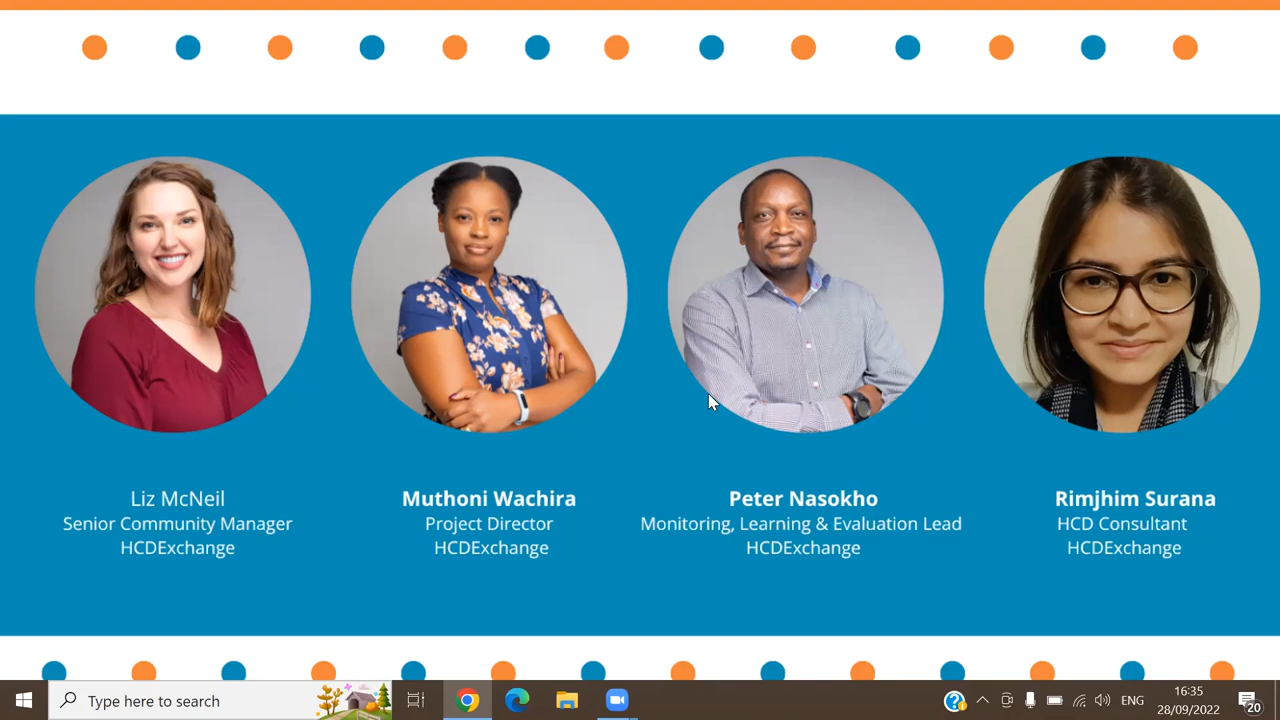 Liz McNeil
Senior Community Manager
HCDExchange
Muthoni Wachira
Project Director
HCDExchange
Peter Nasokho
Monitoring, Learning & Evaluation Lead
HCDExchange
Rimjhim Surana
HCD Consultant
HCDExchange
Type here to search
ENG
16:35
28/09/2022
20